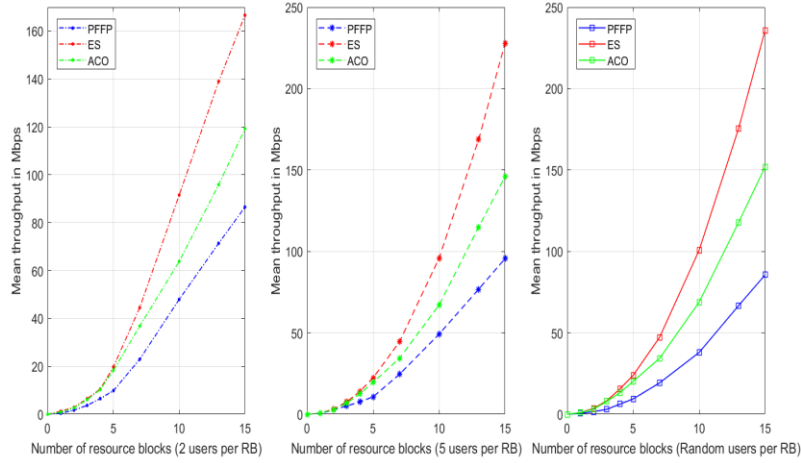 PFFP
ES
ACO
Mean throughput in Mbps
160
140
120
100
80
60
40
20
0
0
5
10
15
Number of resource blocks (2 users per RB)
PFFP
ES
ACO
Mean throughput in Mbps
250
200
150
100
50
0
0
5
10
15
Number of resource blocks (5 users per RB)
PFFP
ES
ACO
Mean throughput in Mbps
250
200
150
100
50
0
0
5
10
15
Number of resource blocks (Random users per RB)